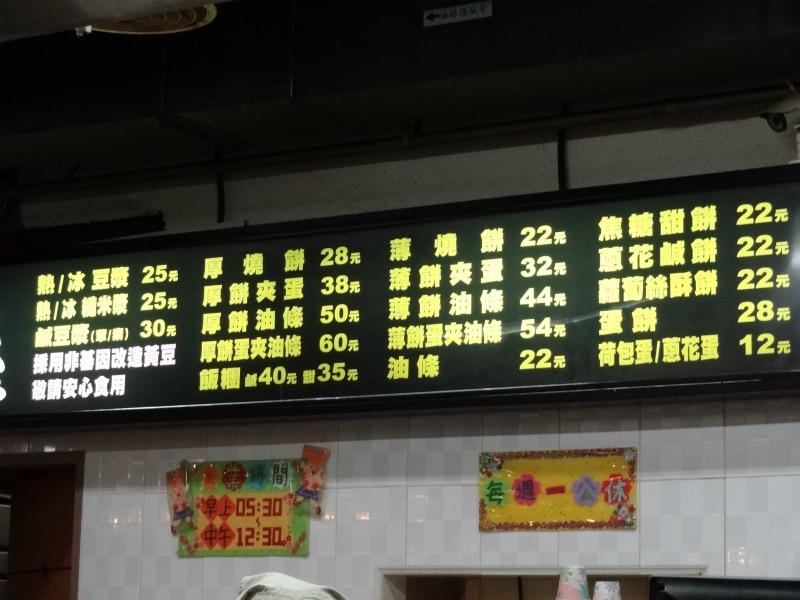 ←油排煙風管
熱/冰 豆漿 25元
熱/冰 糙米漿 25元
鹹豆漿(葷/素) 30元
採用非基因改造黃豆
敬請安心食用
厚燒餅 28元
厚餅夾蛋 38元
厚餅油條 50元
厚餅蛋夾油條 60元
飯糰 鹹40元 甜35元
薄燒餅 22元
薄餅夾蛋 32元
薄餅油條 44元
薄餅蛋夾油條 54元
油條 22元
焦糖甜餅 22元
蔥花鹹餅 22元
蘿蔔絲酥餅 22元
蛋餅 28元
荷包蛋/蔥花蛋 12元
營業時間
早上05:30
~
中午12:30
每週一公休